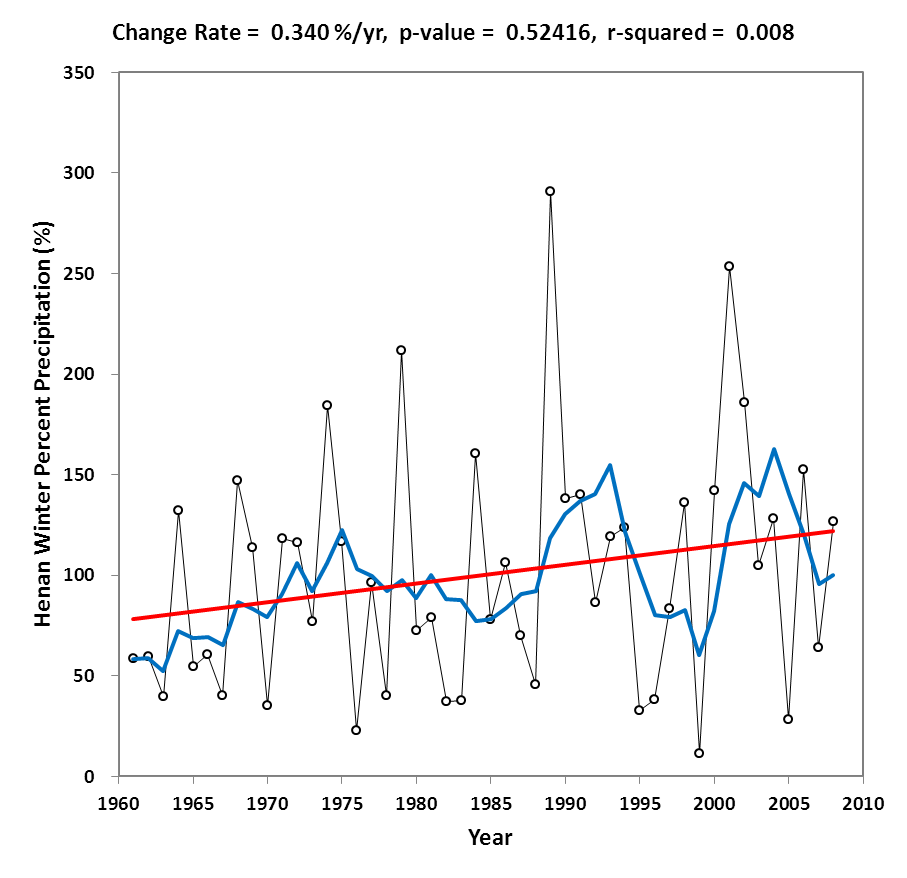 Change Rate = 0.340 %/yr, p-value = 0.52416, r-squared = 0.008
350
300
250
200
150
100
50
0
Henan Winter Percent Precipitation (%)
1960 1965 1970 1975 1980 1985 1990 1995 2000 2005 2010
Year